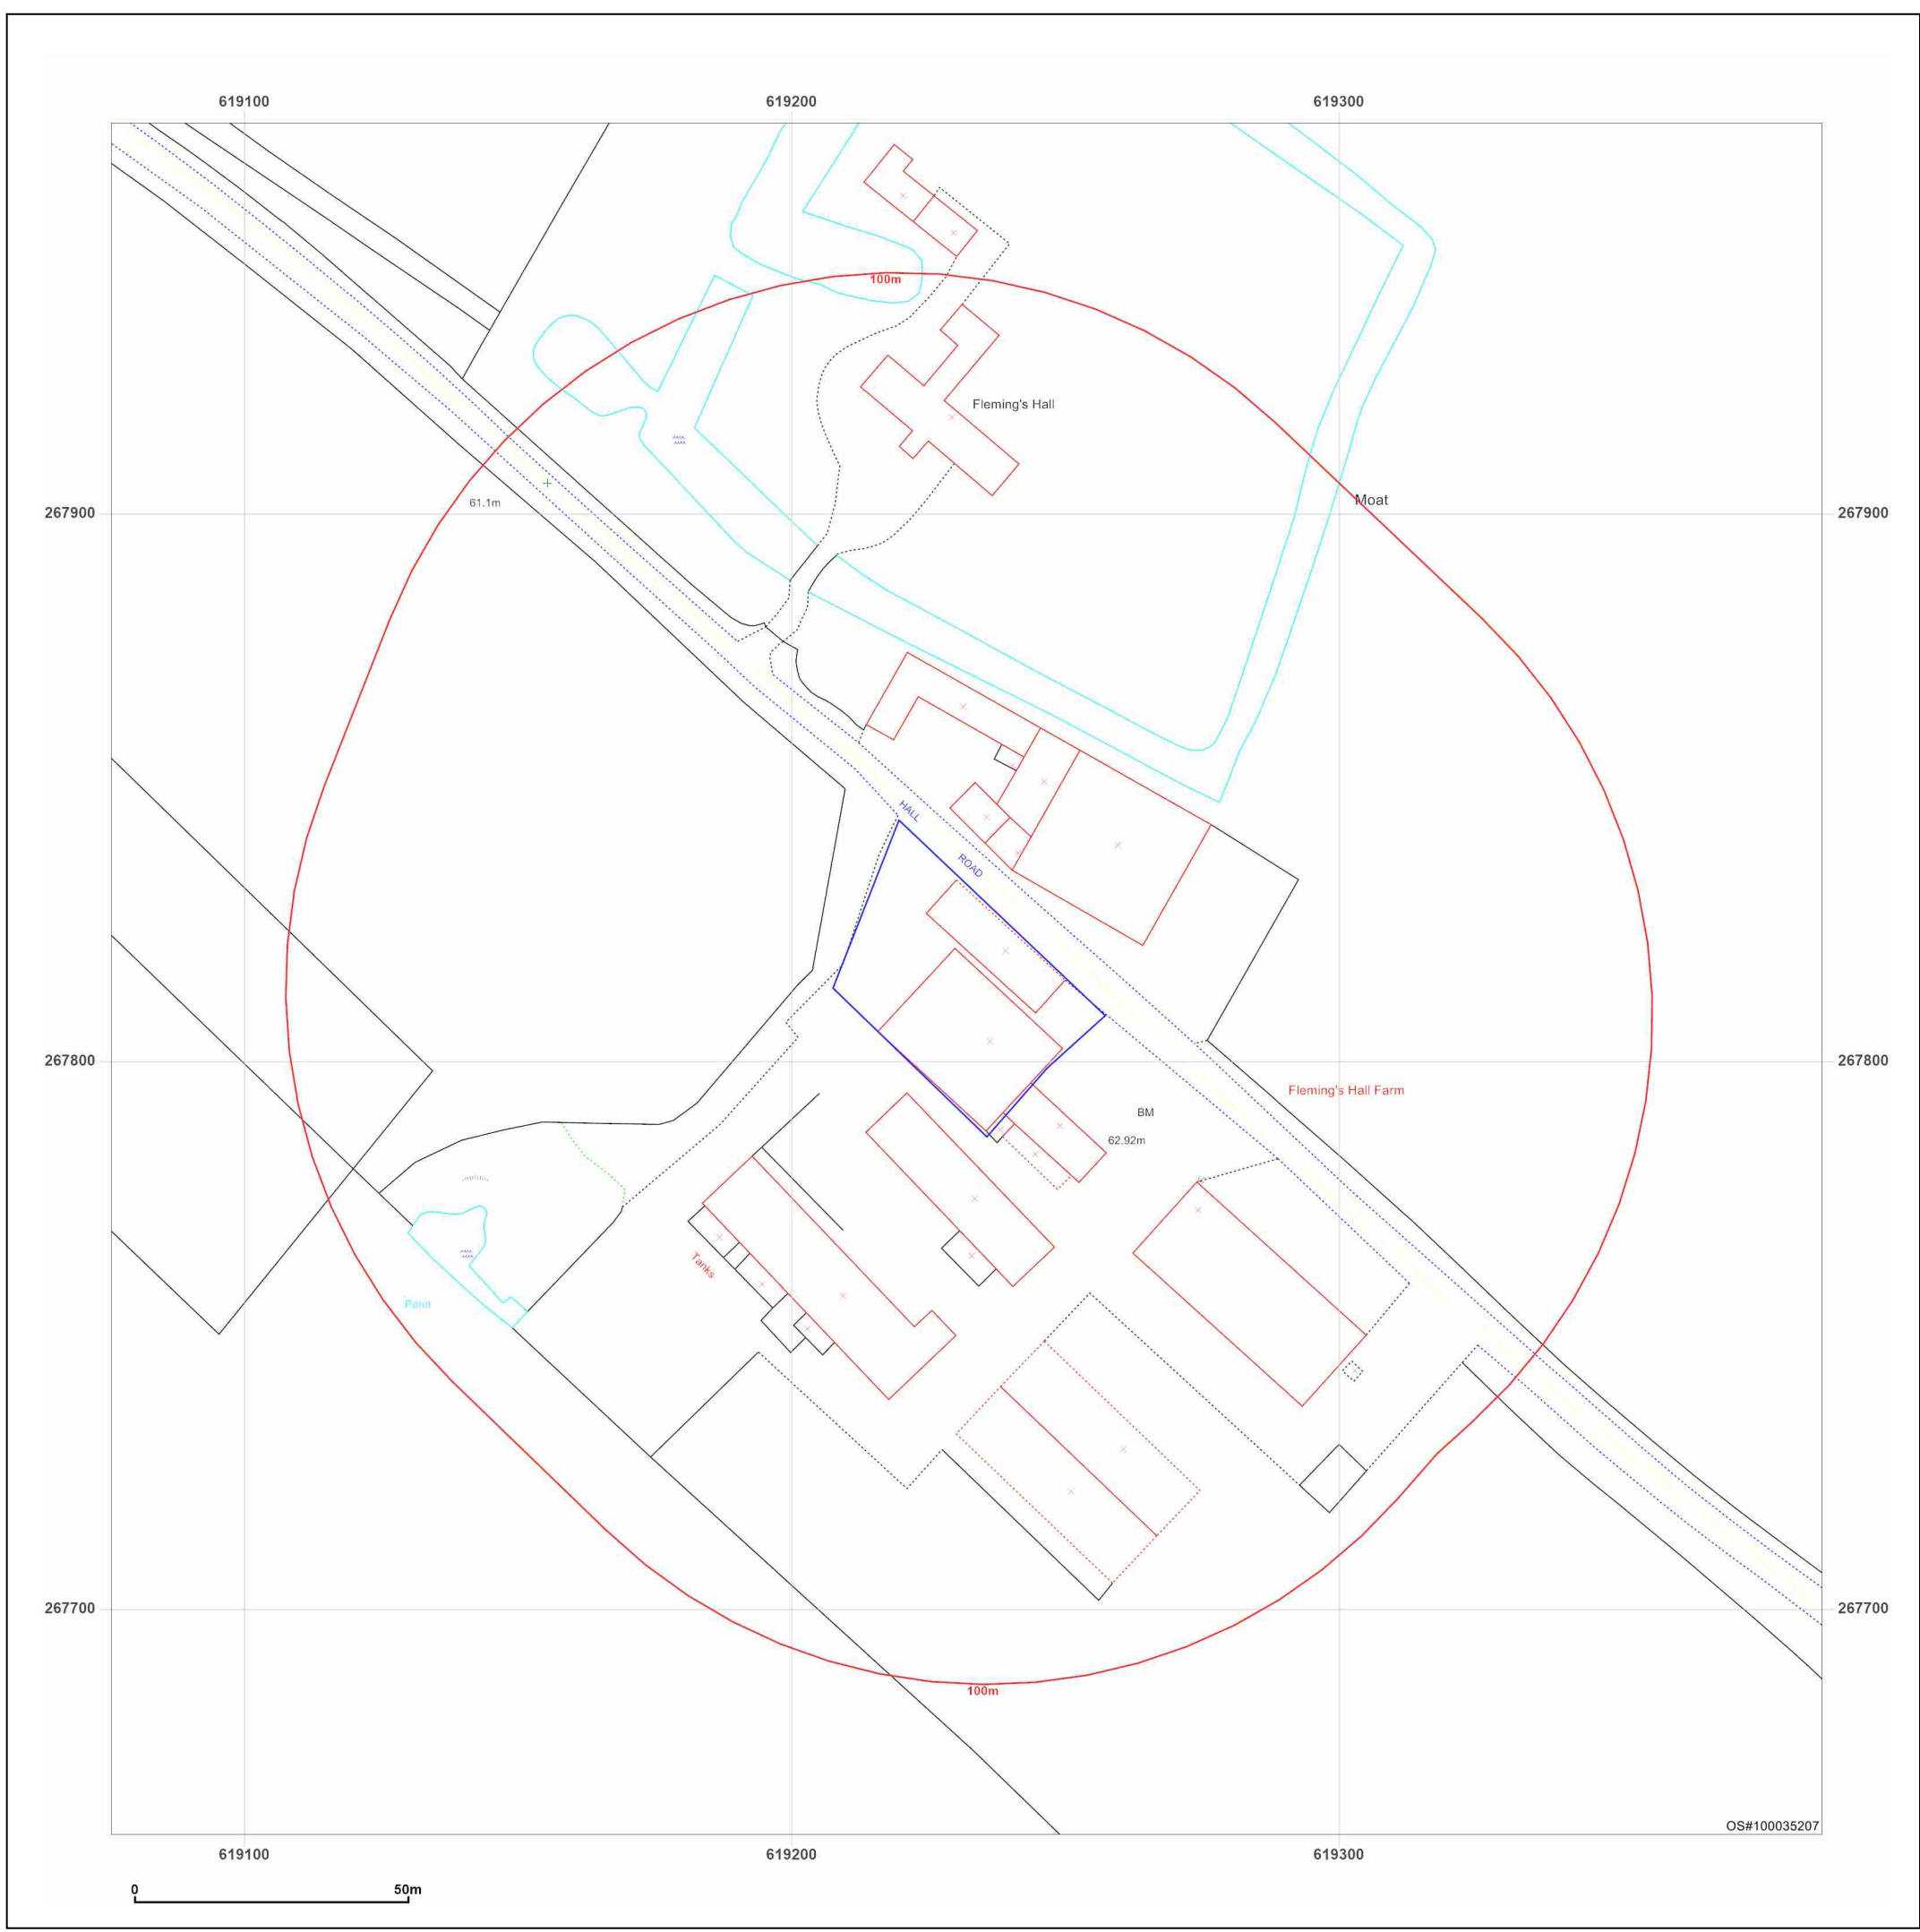 619100 619200 619300
100m
Fleming's Hall
Moat
61.1m
267900 267900
HALL
ROAD
267800 267800
Fleming's Hall Farm
BM
62.92m
Tanks
Pond
267700 267700
100m
OS#100035207
619100 619200 619300
0 50m